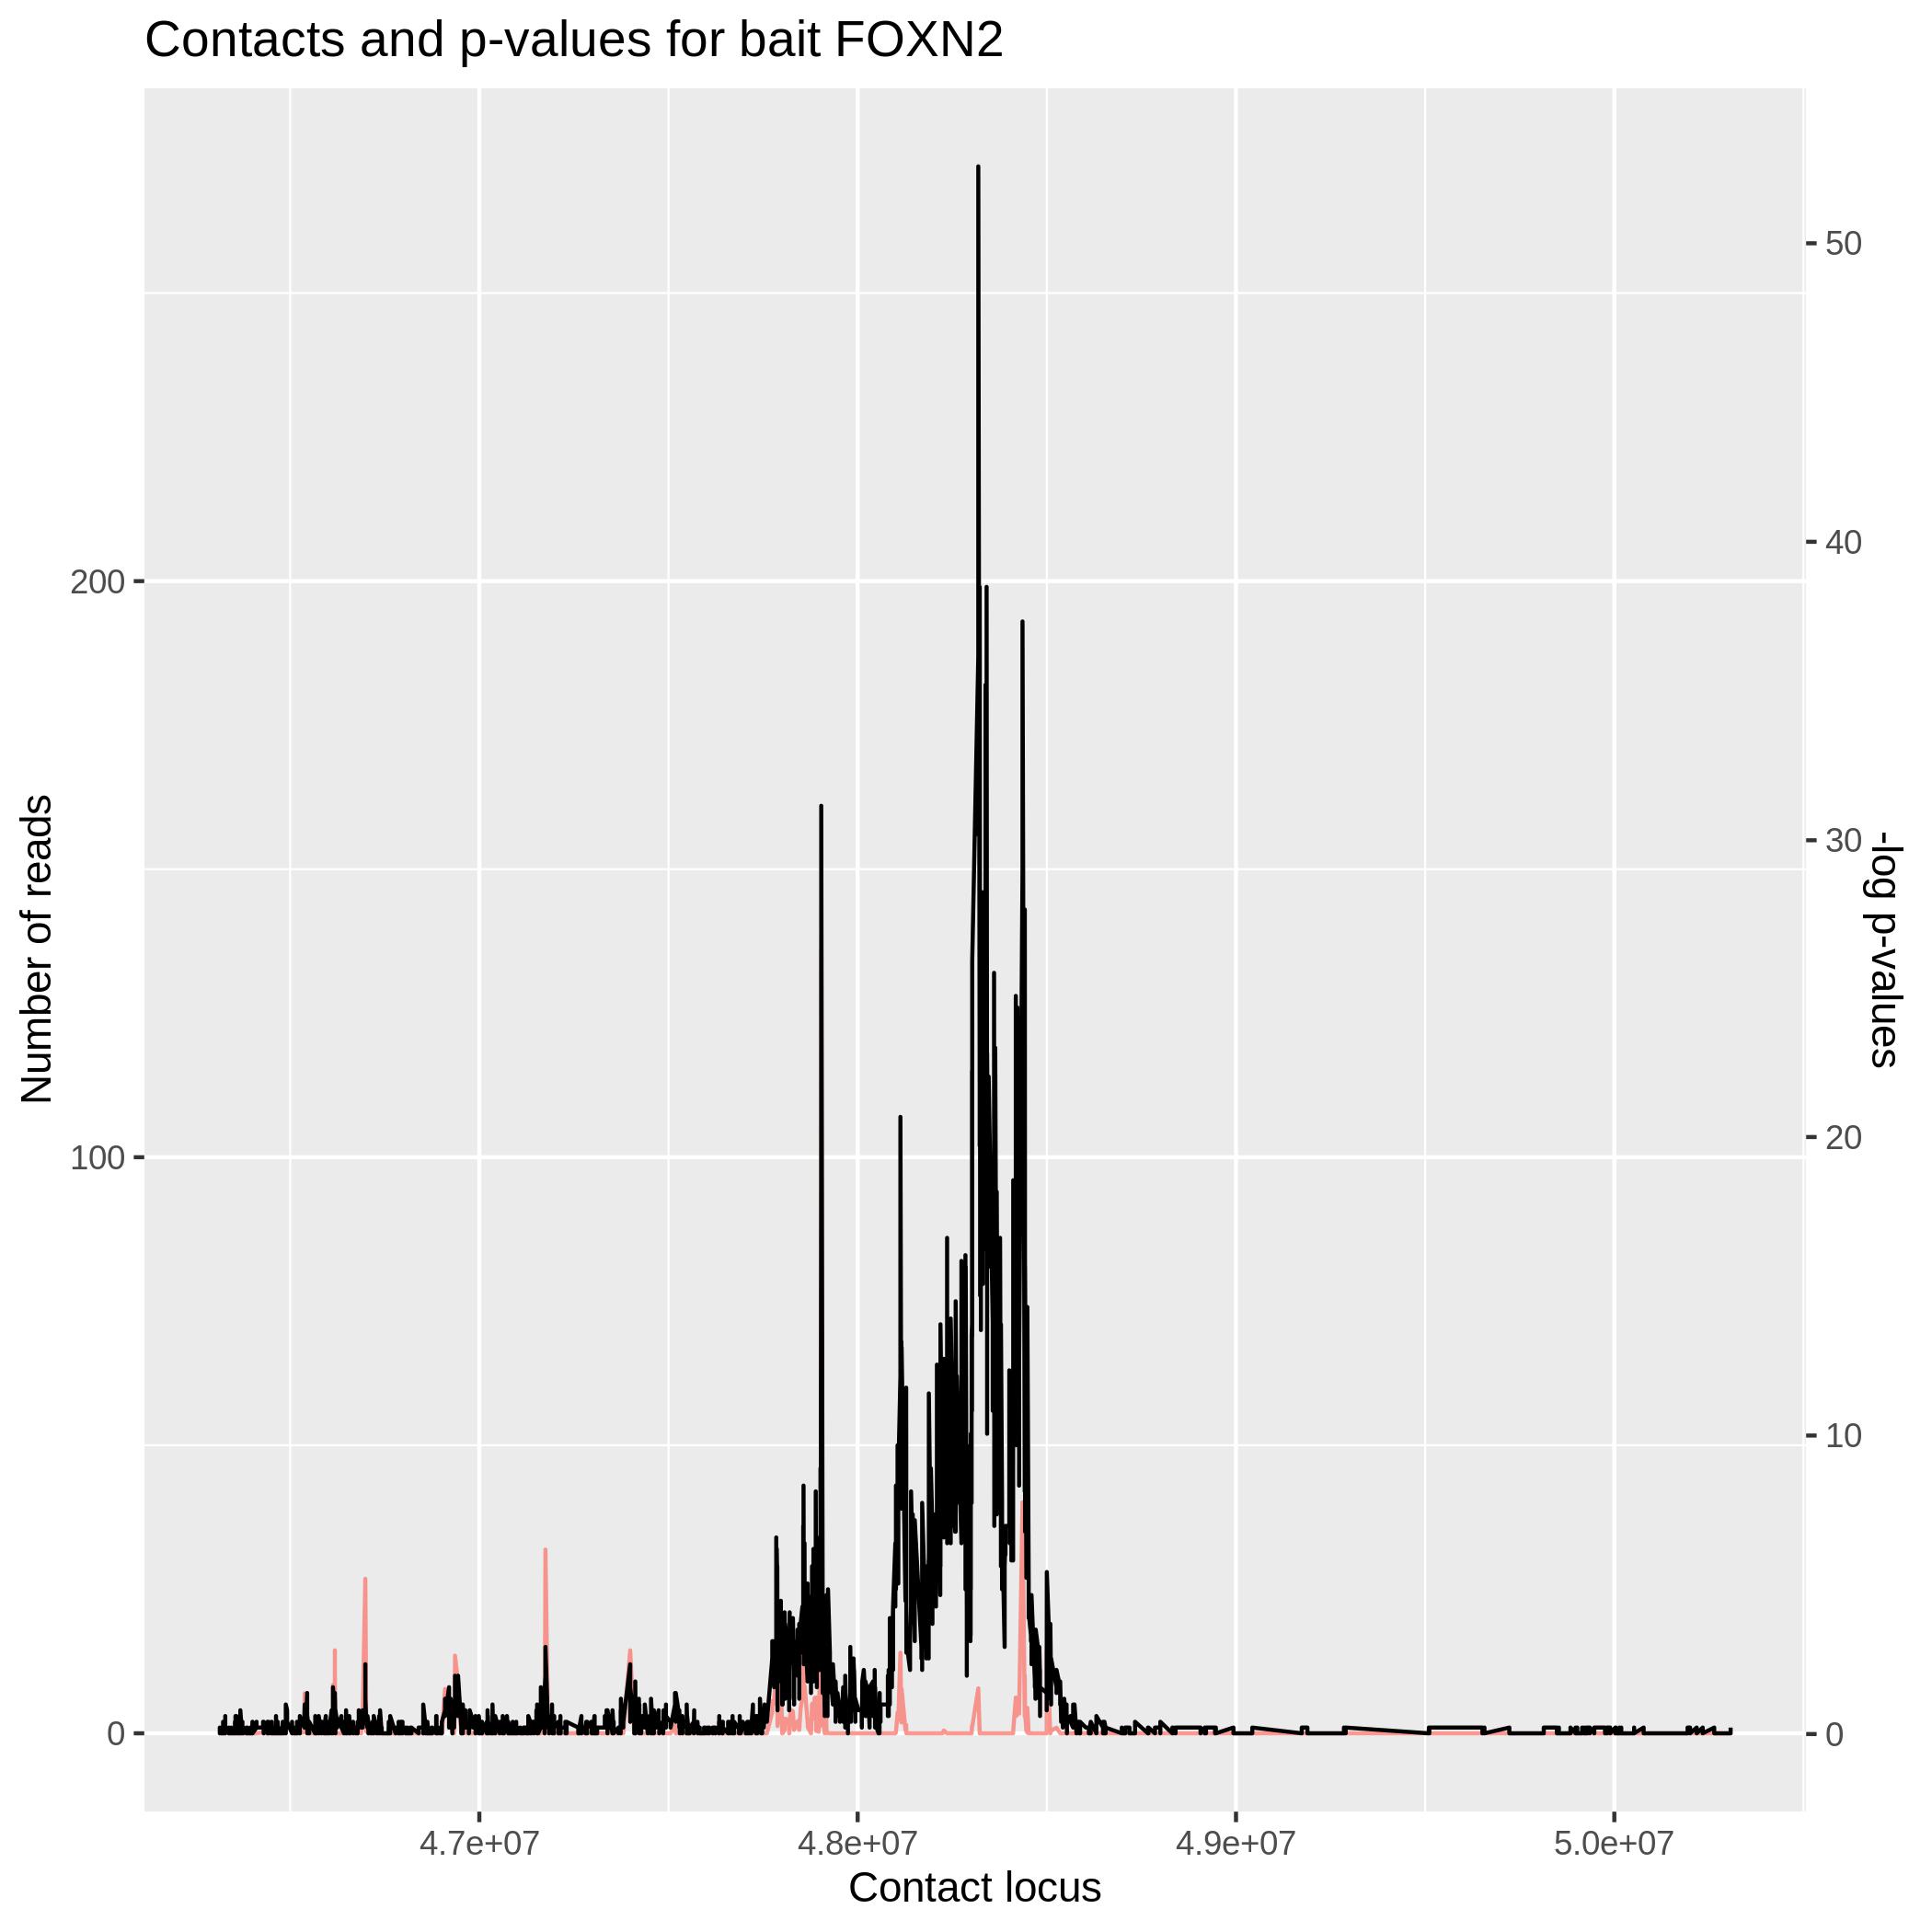 Contacts and p-values for bait FOXN2
Number of reads
200
100
0
50
40
30
20
10
0
-log p-values
4.7e+07
4.8e+07
4.9e+07
5.0e+07
Contact locus